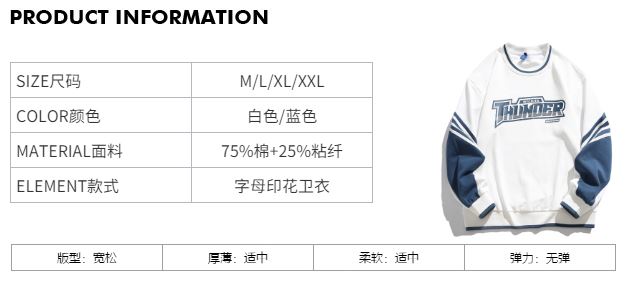 PRODUCT INFORMATION
SIZE尺码 M/L/XL/XXL
COLOR颜色 白色/蓝色
MATERIAL面料 75%棉+25%粘纤
ELEMENT款式 字母印花卫衣
THUNDER
版型：宽松 厚薄：适中 柔软：适中 弹力：无弹